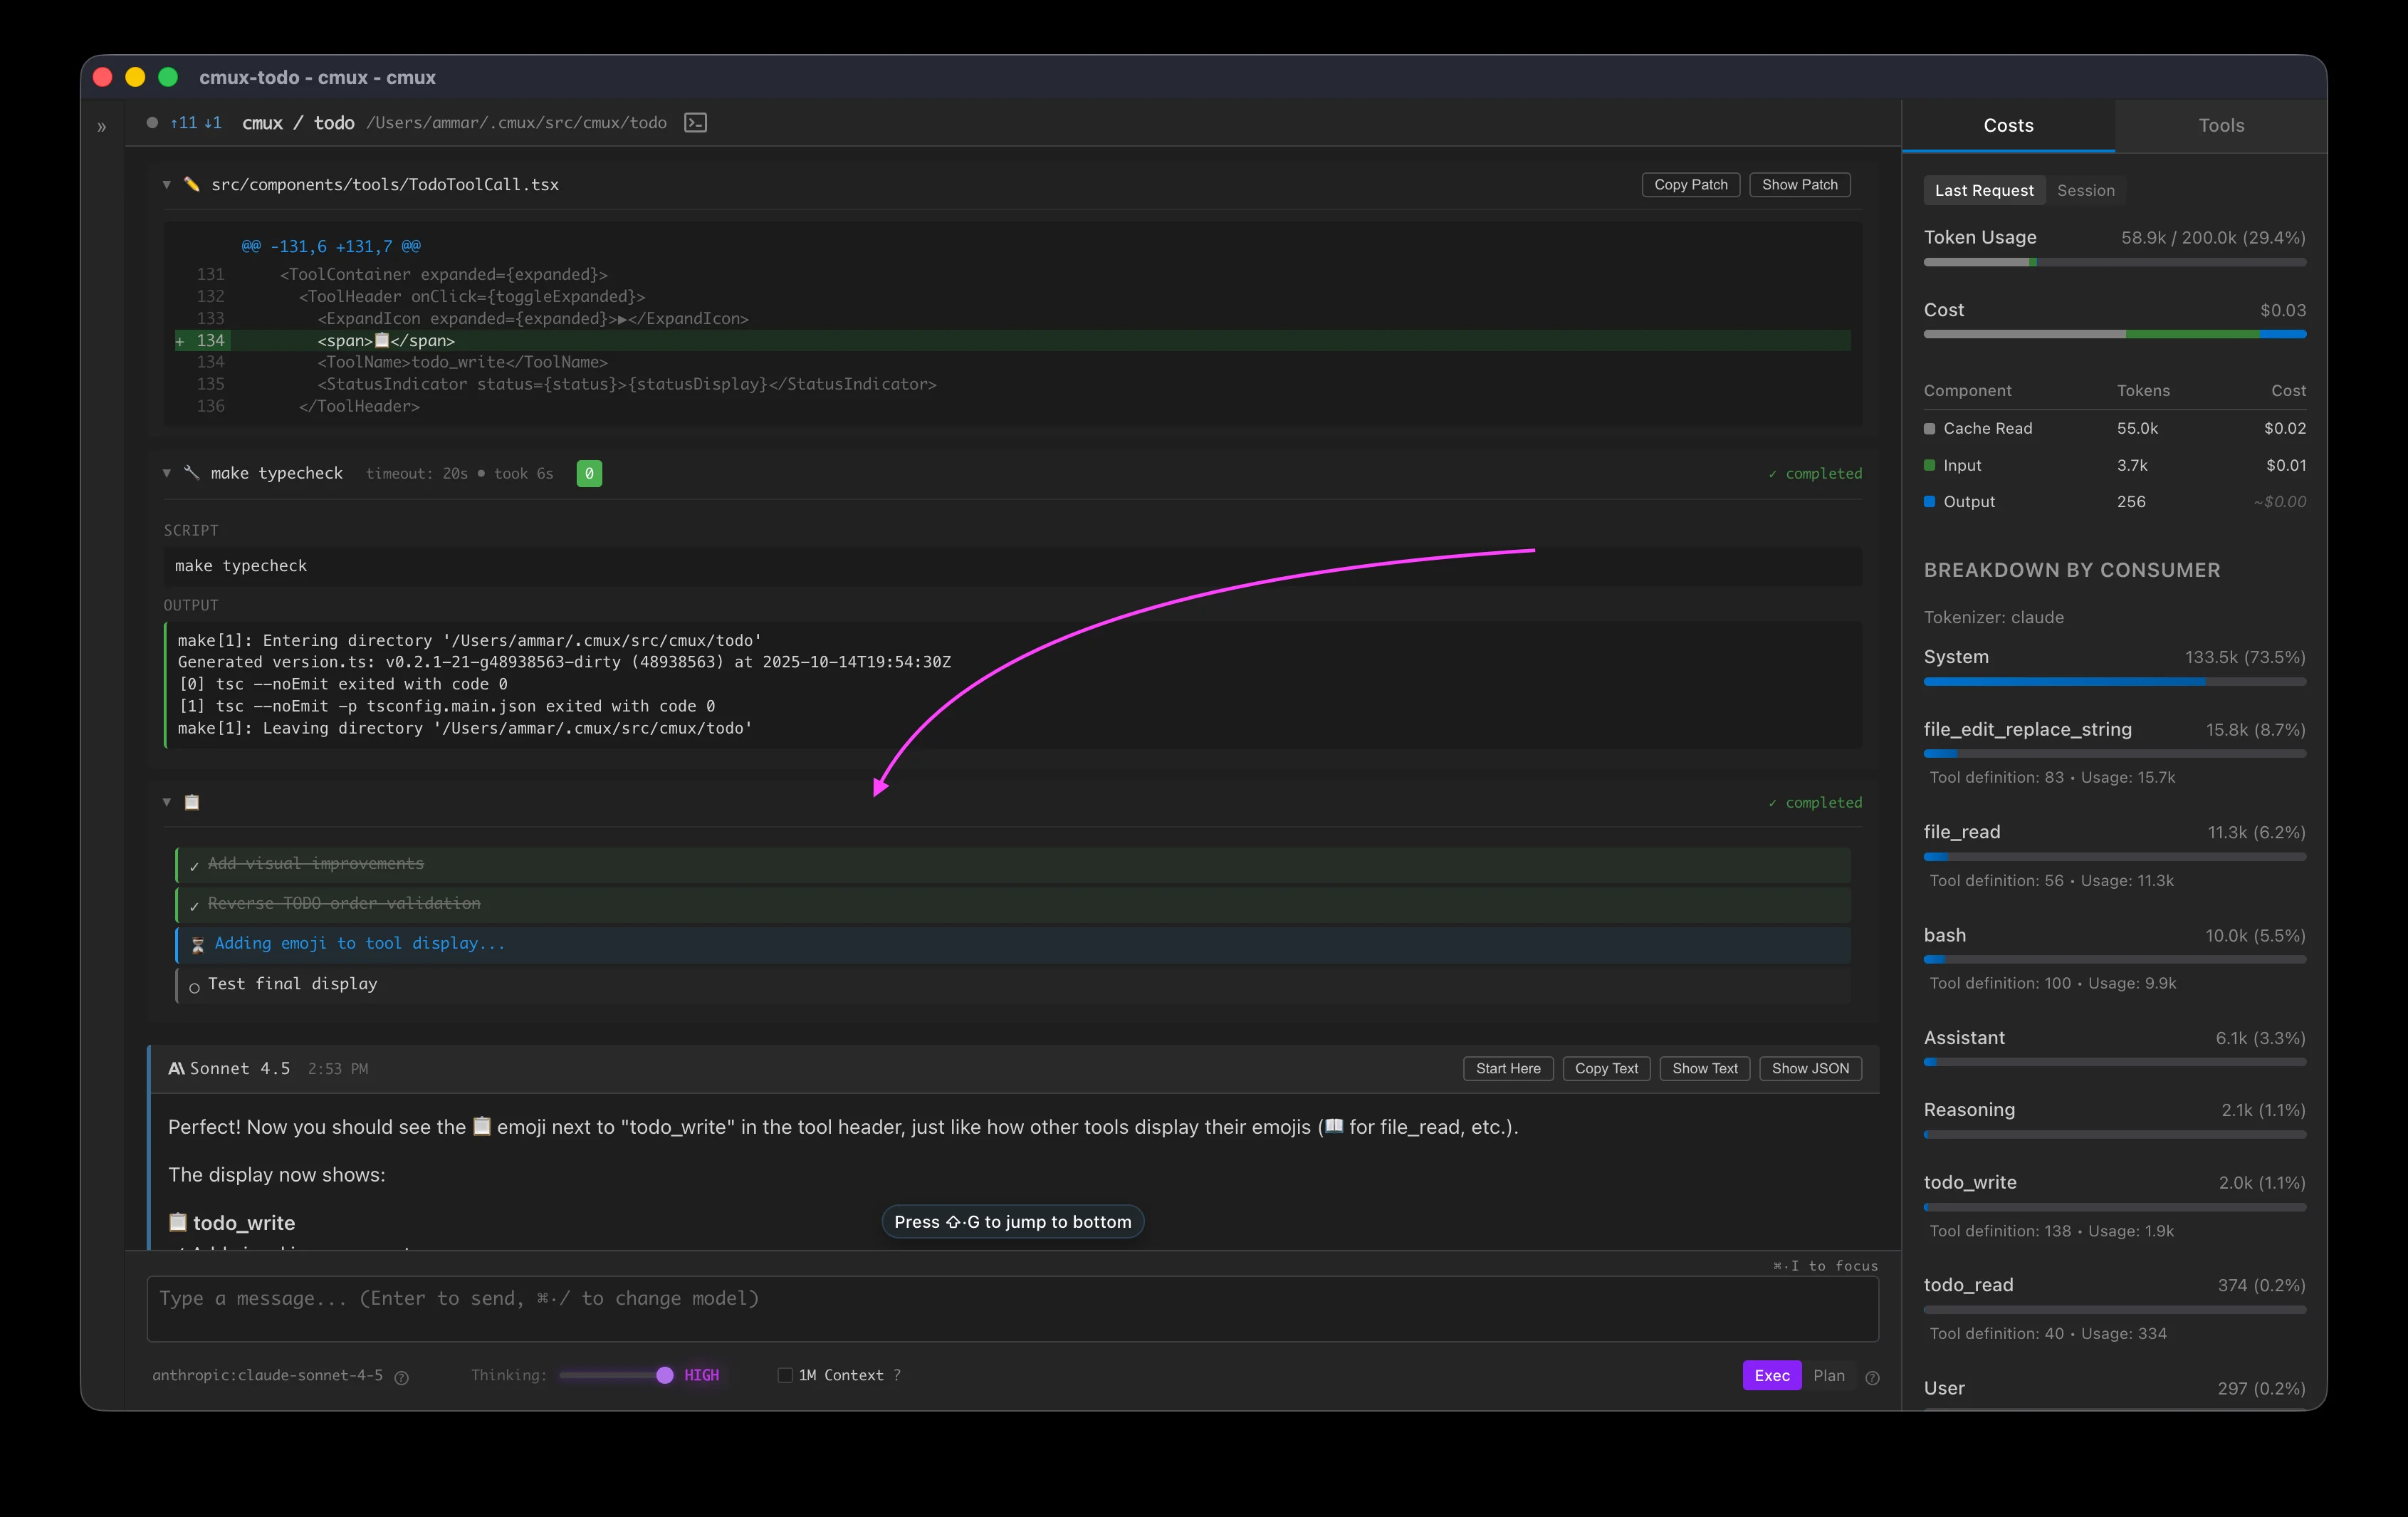 cmux-todo - cmux - cmux
»
↑11 ↓1 cmux / todo /Users/ammar/.cmux/src/cmux/todo
▼ ✏️ src/components/tools/TodoToolCall.tsx Copy Patch Show Patch
@@ -131,6 +131,7 @@
131 <ToolContainer expanded={expanded}>
132 <ToolHeader onClick={toggleExpanded}>
133 <ExpandIcon expanded={expanded}>▶</ExpandIcon>
+ 134 <span>📋</span>
134 <ToolName>todo_write</ToolName>
135 <StatusIndicator status={status}>{statusDisplay}</StatusIndicator>
136 </ToolHeader>
▼ 🔧 make typecheck timeout: 20s • took 6s 0 ✓ completed
SCRIPT
make typecheck
OUTPUT
make[1]: Entering directory '/Users/ammar/.cmux/src/cmux/todo'
Generated version.ts: v0.2.1-21-g48938563-dirty (48938563) at 2025-10-14T19:54:30Z
[0] tsc --noEmit exited with code 0
[1] tsc --noEmit -p tsconfig.main.json exited with code 0
make[1]: Leaving directory '/Users/ammar/.cmux/src/cmux/todo'
▼ 📋 ✓ completed
✓ Add visual improvements
✓ Reverse TODO order validation
⏳ Adding emoji to tool display...
○ Test final display
Sonnet 4.5 2:53 PM Start Here Copy Text Show Text Show JSON
Perfect! Now you should see the 📋 emoji next to "todo_write" in the tool header, just like how other tools display their emojis (📖 for file_read, etc.).
The display now shows:
📋 todo_write
Press ⇧·G to jump to bottom
⌘·I to focus
Type a message... (Enter to send, ⌘·/ to change model)
anthropic:claude-sonnet-4-5 ? Thinking: HIGH 1M Context ? Exec Plan ?
Costs Tools
Last Request Session
Token Usage 58.9k / 200.0k (29.4%)
Cost $0.03
Component Tokens Cost
Cache Read 55.0k $0.02
Input 3.7k $0.01
Output 256 ~$0.00
BREAKDOWN BY CONSUMER
Tokenizer: claude
System 133.5k (73.5%)
file_edit_replace_string 15.8k (8.7%)
Tool definition: 83 • Usage: 15.7k
file_read 11.3k (6.2%)
Tool definition: 56 • Usage: 11.3k
bash 10.0k (5.5%)
Tool definition: 100 • Usage: 9.9k
Assistant 6.1k (3.3%)
Reasoning 2.1k (1.1%)
todo_write 2.0k (1.1%)
Tool definition: 138 • Usage: 1.9k
todo_read 374 (0.2%)
Tool definition: 40 • Usage: 334
User 297 (0.2%)